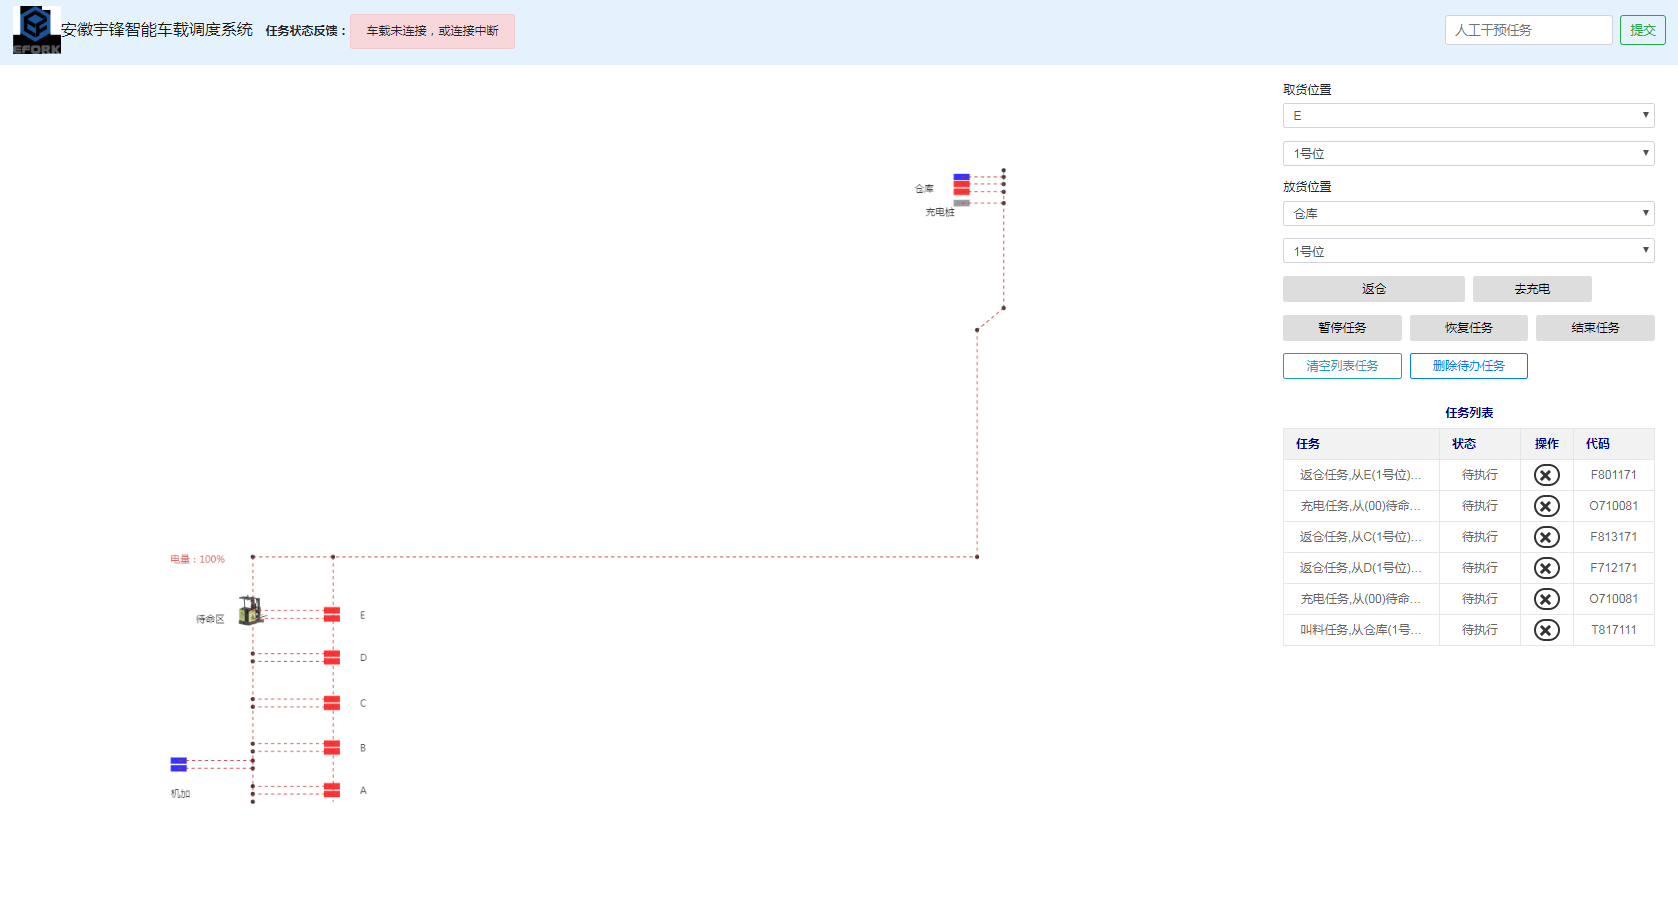 EFORK
安徽宇锋智能车载调度系统 任务状态反馈： 车载未连接，或连接中断
人工干预任务 提交
取货位置
E
1号位
放货位置
仓库
1号位
返仓 去充电
暂停任务 恢复任务 结束任务
清空列表任务 删除待办任务
任务列表
任务 状态 操作 代码
返仓任务,从E(1号位)... 待执行 F801171
充电任务,从(00)待命... 待执行 O710081
返仓任务,从C(1号位)... 待执行 F813171
返仓任务,从D(1号位)... 待执行 F712171
充电任务,从(00)待命... 待执行 O710081
叫料任务,从仓库(1号... 待执行 T817111
仓库
充电桩
电量：100%
待命区
E
D
C
B
机加
A